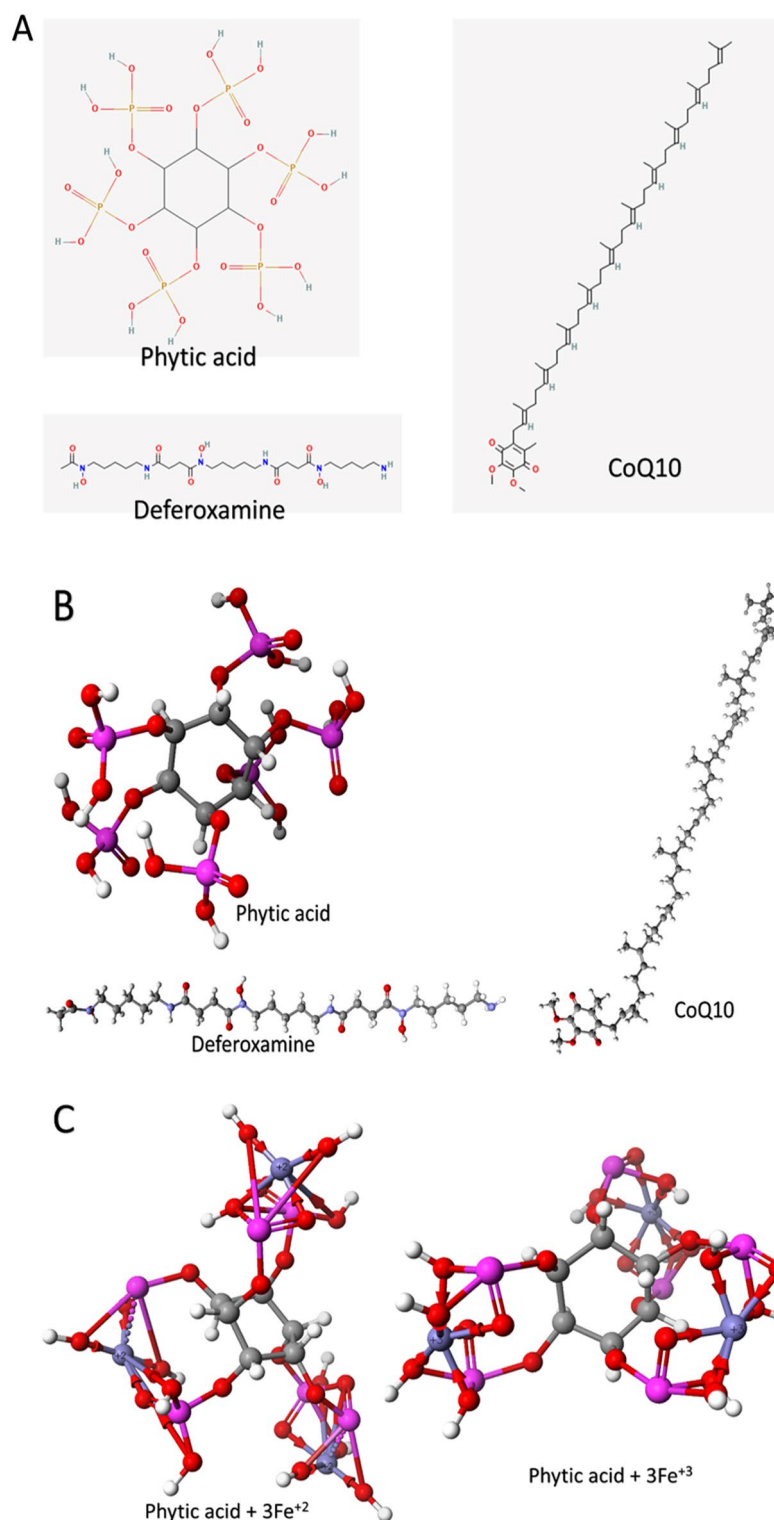 A
Phytic acid
Deferoxamine
CoQ10
B
Phytic acid
Deferoxamine
CoQ10
C
Phytic acid + 3Fe+2
Phytic acid + 3Fe+3